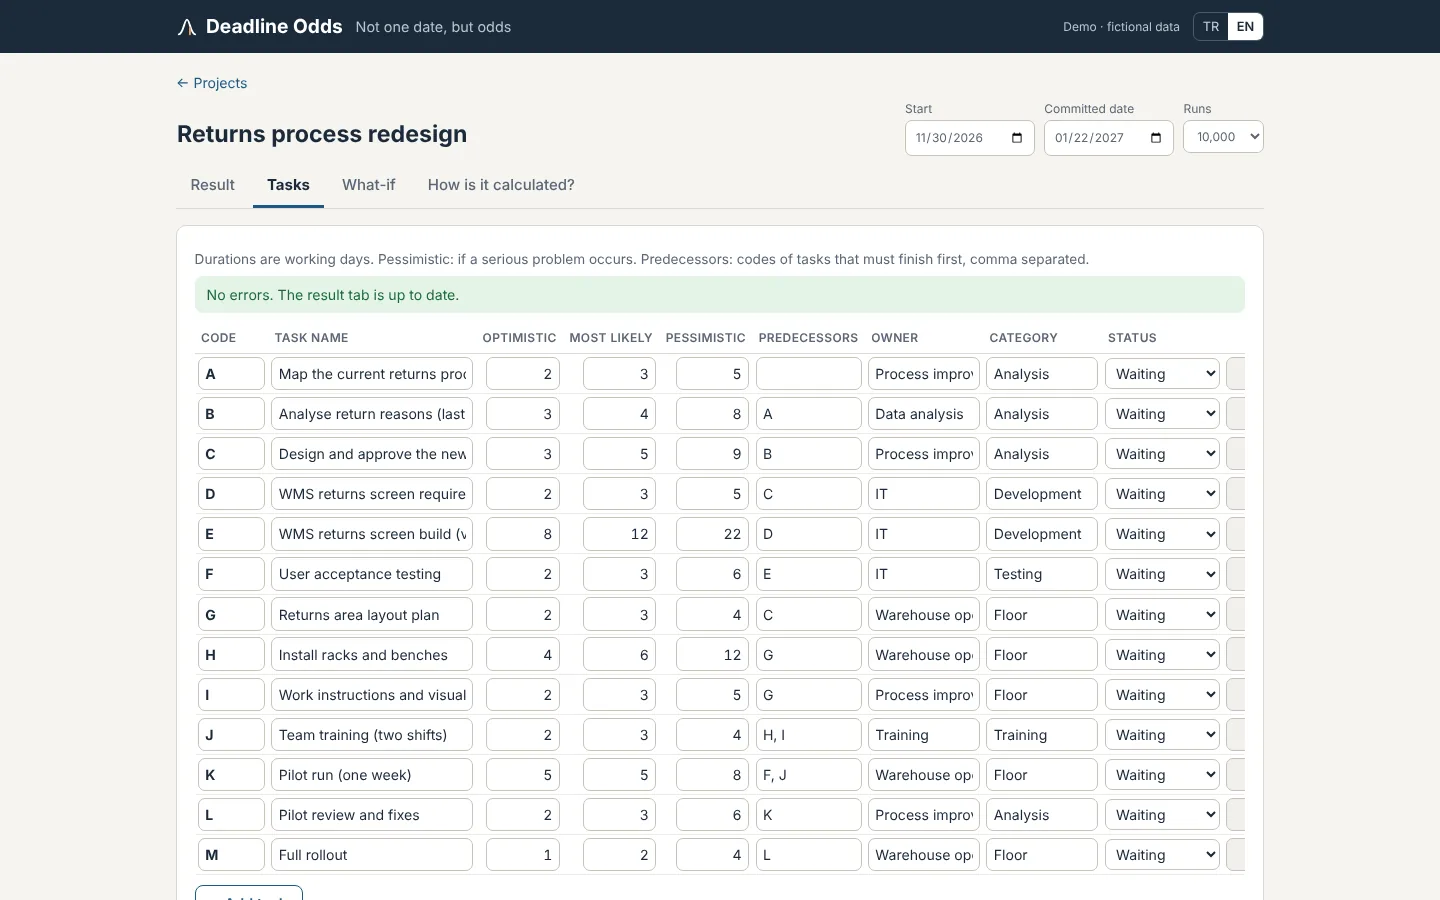 Deadline Odds Not one date, but odds Demo · fictional data TR EN
← Projects
Start Committed date Runs
Returns process redesign 11/30/2026 01/22/2027 10,000
Result Tasks What-if How is it calculated?
Durations are working days. Pessimistic: if a serious problem occurs. Predecessors: codes of tasks that must finish first, comma separated.
No errors. The result tab is up to date.
CODE TASK NAME OPTIMISTIC MOST LIKELY PESSIMISTIC PREDECESSORS OWNER CATEGORY STATUS
A Map the current returns 2 3 5 Process Analysis Waiting
B Analyse return reasons (last 3 4 8 A Data analysis Analysis Waiting
C Design and approve the new 3 5 9 B Process Analysis Waiting
D WMS returns screen require 2 3 5 C IT Development Waiting
E WMS returns screen build 8 12 22 D IT Development Waiting
F User acceptance testing 2 3 6 E IT Testing Waiting
G Returns area layout plan 2 3 4 C Warehouse Floor Waiting
H Install racks and benches 4 6 12 G Warehouse Floor Waiting
I Work instructions and visual 2 3 5 G Process Floor Waiting
J Team training (two shifts) 2 3 4 H, I Training Training Waiting
K Pilot run (one week) 5 5 8 F, J Warehouse Floor Waiting
L Pilot review and fixes 2 3 6 K Process Analysis Waiting
M Full rollout 1 2 4 L Warehouse Floor Waiting